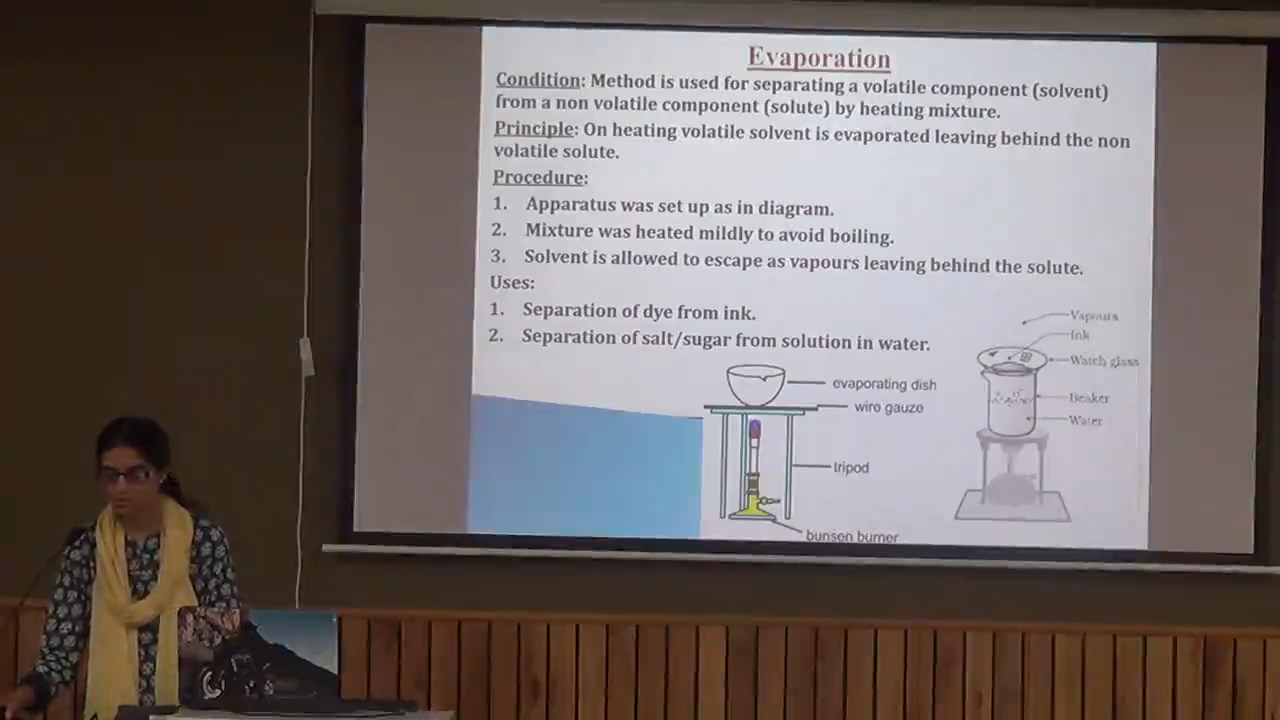 Evaporation
Condition: Method is used for separating a volatile component (solvent)
from a non volatile component (solute) by heating mixture.
Principle: On heating volatile solvent is evaporated leaving behind the non
volatile solute.
Procedure:
1. Apparatus was set up as in diagram.
2. Mixture was heated mildly to avoid boiling.
3. Solvent is allowed to escape as vapours leaving behind the solute.
Uses:
1. Separation of dye from ink.
2. Separation of salt/sugar from solution in water.
evaporating dish
wire gauze
tripod
bunsen burner
Vapours
Ink
Watch glass
Beaker
Water